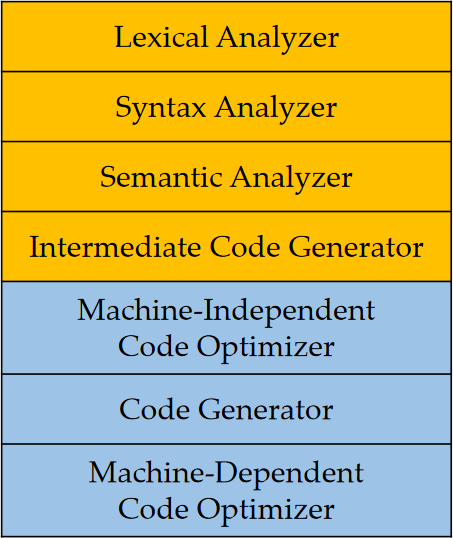 Lexical Analyzer
Syntax Analyzer
Semantic Analyzer
Intermediate Code Generator
Machine-Independent
Code Optimizer
Code Generator
Machine-Dependent
Code Optimizer